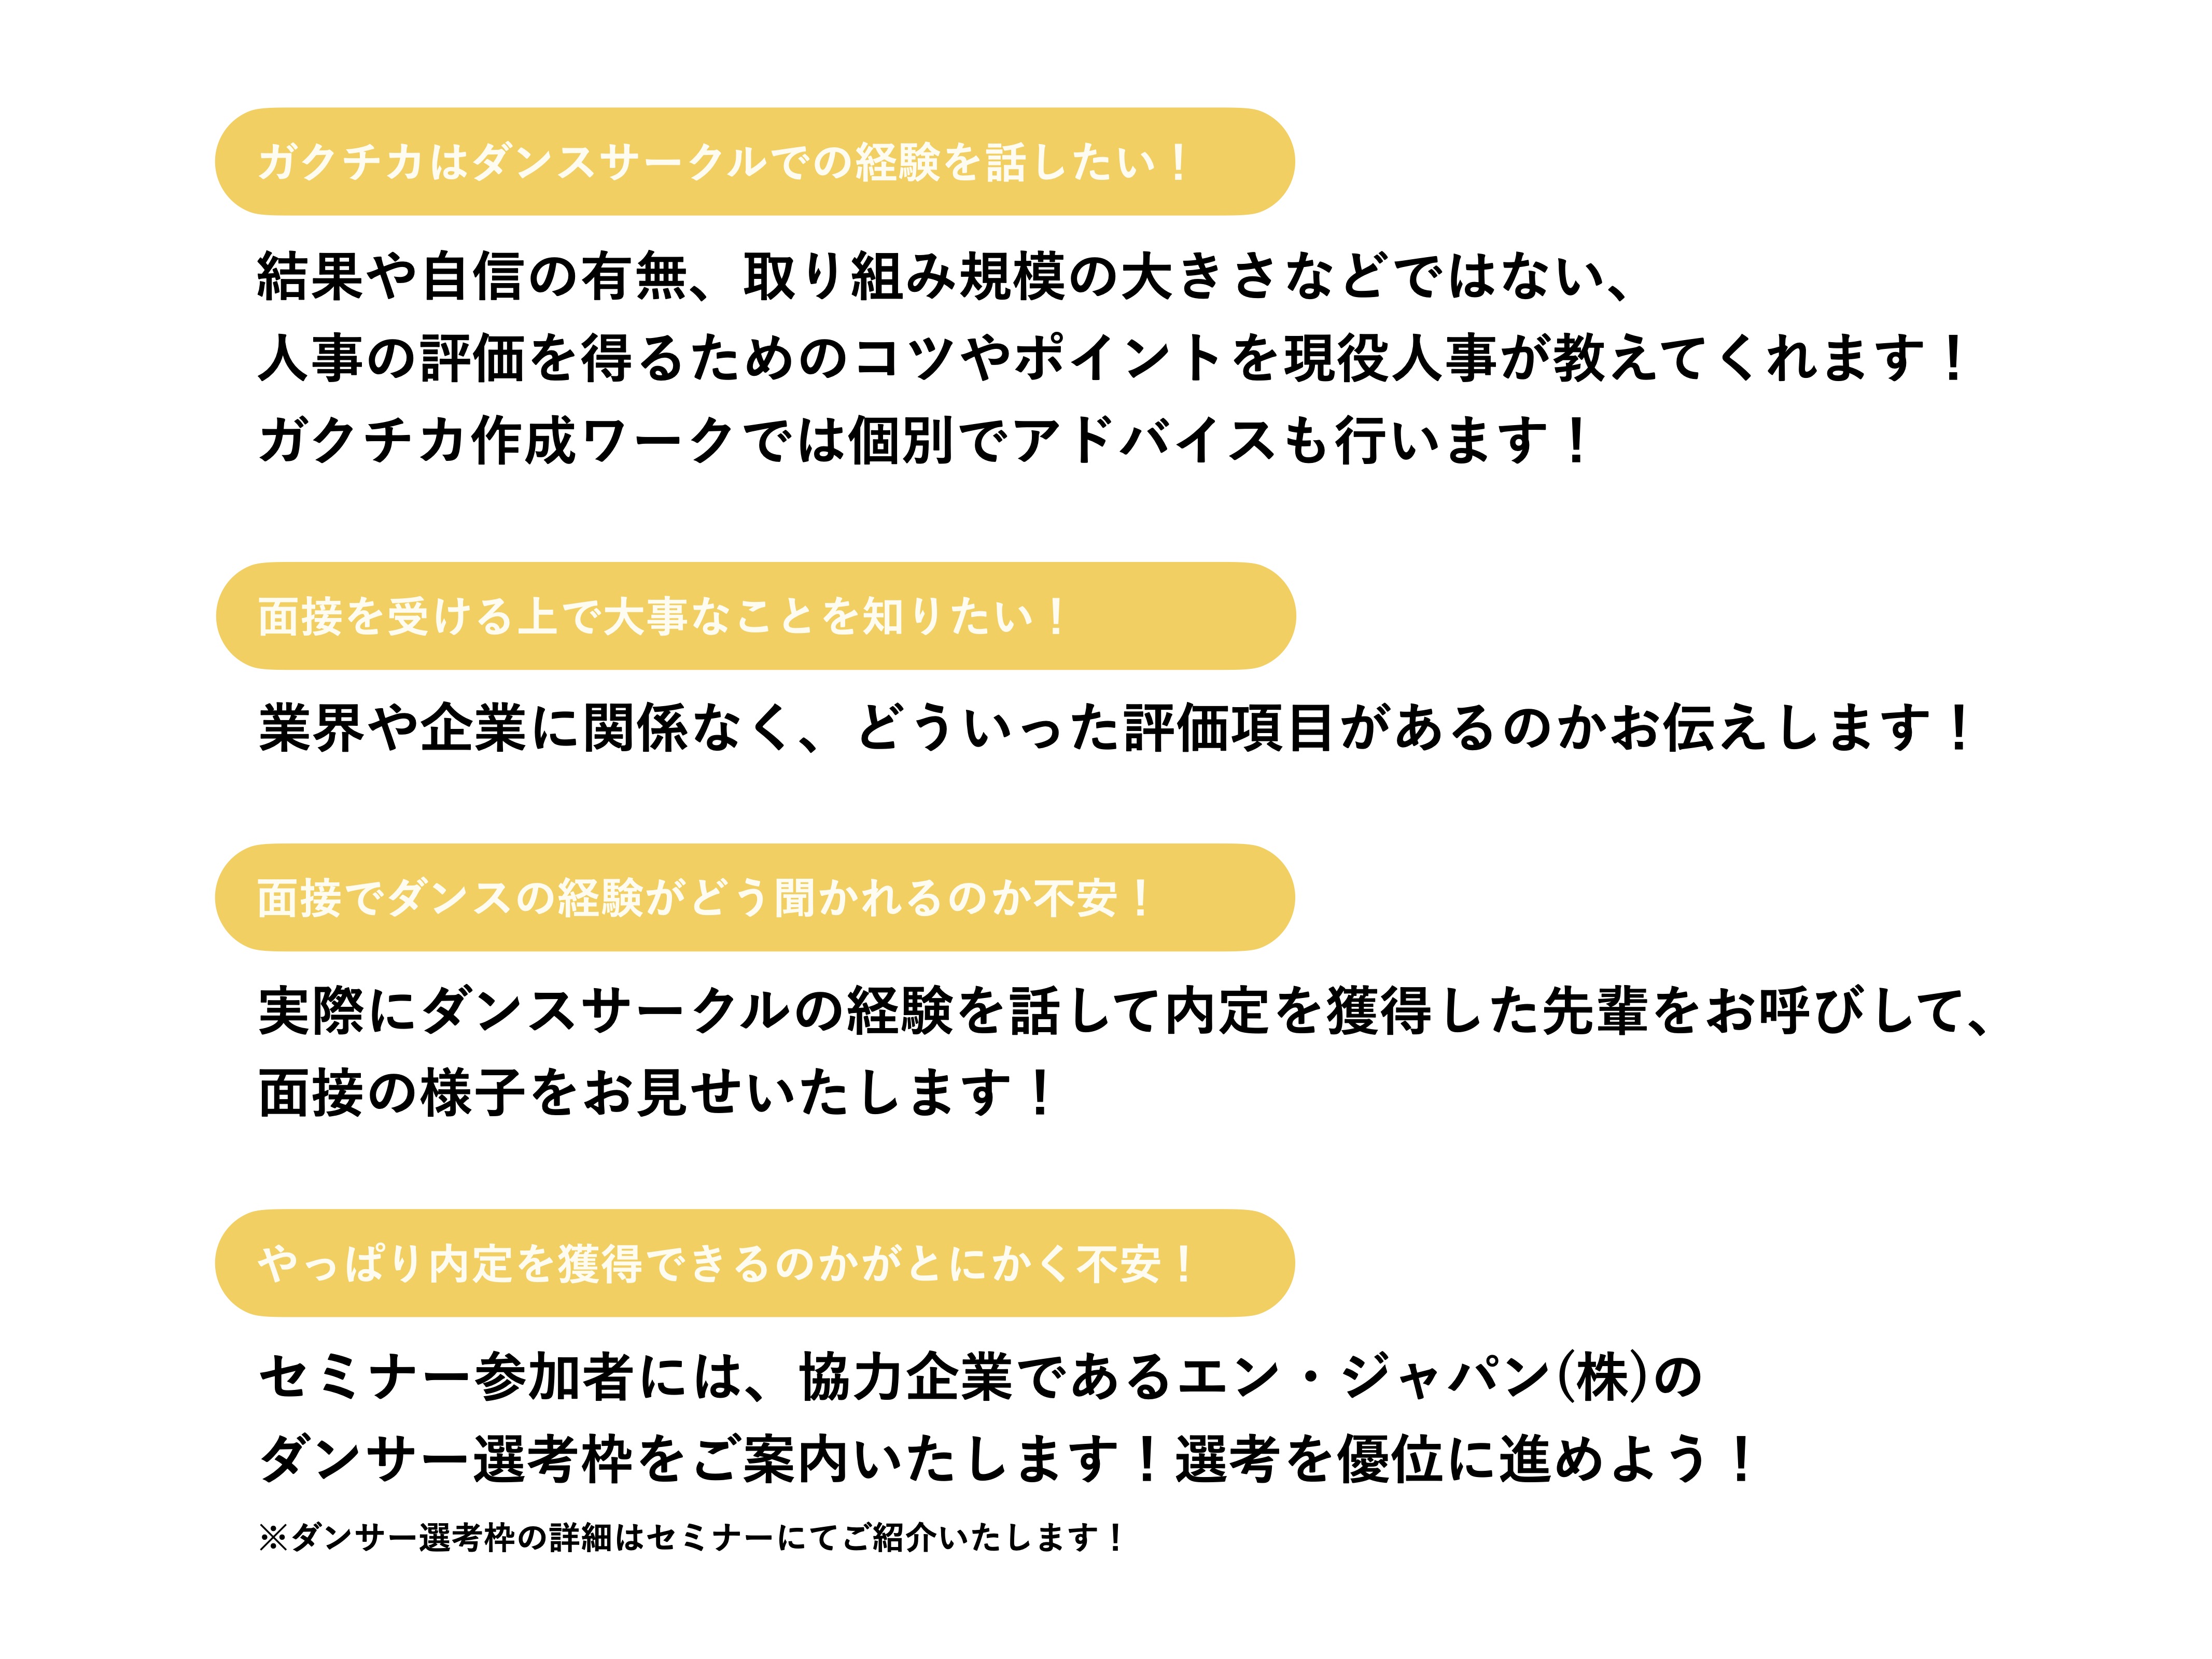 ガクチカはダンスサークルでの経験を話したい！
結果や自信の有無、取り組み規模の大きさなどではない、
人事の評価を得るためのコツやポイントを現役人事が教えてくれます！
ガクチカ作成ワークでは個別でアドバイスも行います！
面接を受ける上で大事なことを知りたい！
業界や企業に関係なく、どういった評価項目があるのかお伝えします！
面接でダンスの経験がどう聞かれるのか不安！
実際にダンスサークルの経験を話して内定を獲得した先輩をお呼びして、
面接の様子をお見せいたします！
やっぱり内定を獲得できるのかがとにかく不安！
セミナー参加者には、協力企業であるエン・ジャパン(株)の
ダンサー選考枠をご案内いたします！選考を優位に進めよう！
※ダンサー選考枠の詳細はセミナーにてご紹介いたします！